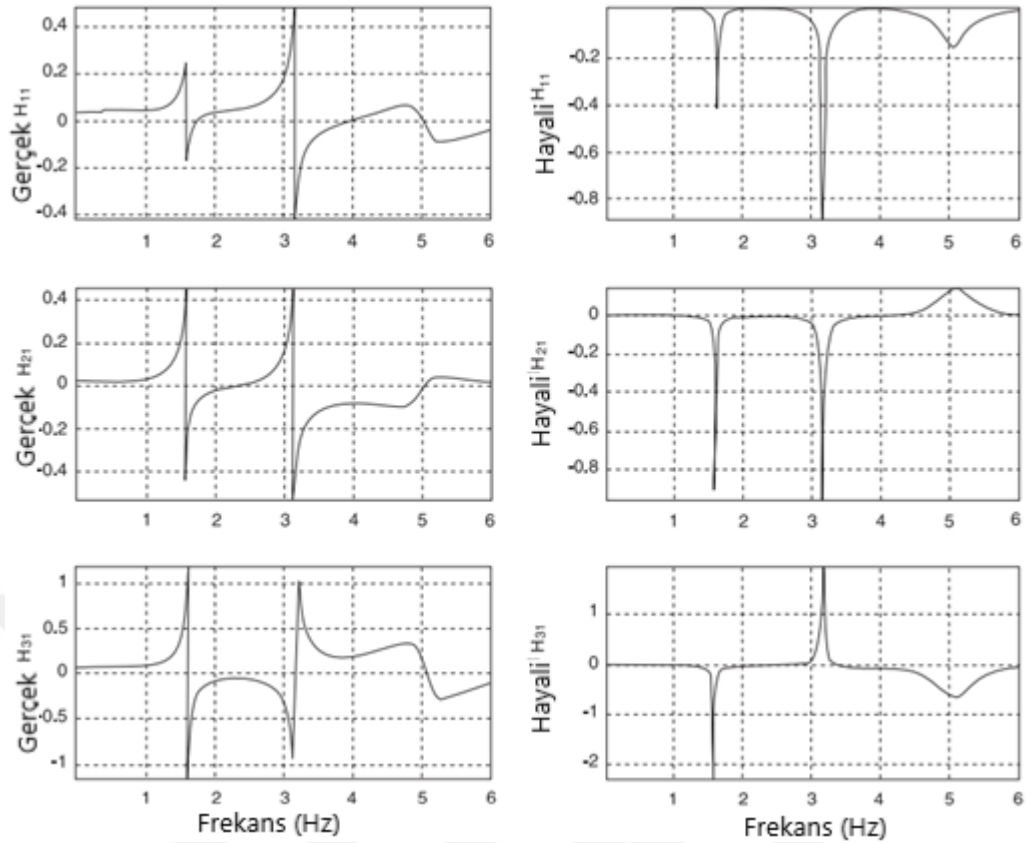 Gerçek H11
0.4
0.2
0
-0.2
-0.4
1 2 3 4 5 6
Hayali H11
-0.2
-0.4
-0.6
-0.8
1 2 3 4 5 6
Gerçek H21
0.4
0.2
0
-0.2
-0.4
1 2 3 4 5 6
Hayali H21
0
-0.2
-0.4
-0.6
-0.8
1 2 3 4 5 6
Gerçek H31
1
0.5
0
-0.5
-1
1 2 3 4 5 6
Frekans (Hz)
Hayali H31
1
0
-1
-2
1 2 3 4 5 6
Frekans (Hz)